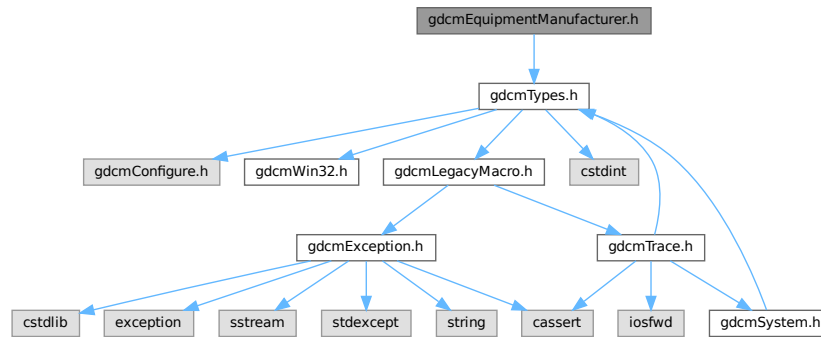 gdcmEquipmentManufacturer.h
gdcmTypes.h
gdcmConfigure.h
gdcmWin32.h
gdcmLegacyMacro.h
cstdint
gdcmException.h
gdcmTrace.h
cstdlib
exception
sstream
stdexcept
string
cassert
iosfwd
gdcmSystem.h